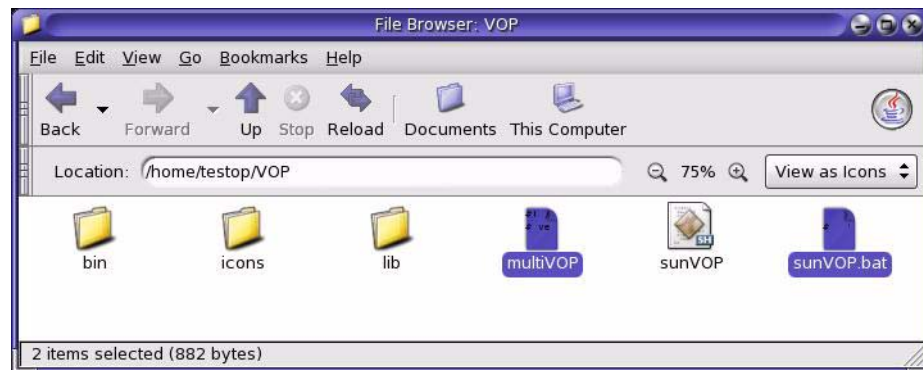 File Browser: VOP
File Edit View Go Bookmarks Help
Back Forward Up Stop Reload Documents This Computer
Location: /home/testop/VOP 75% View as Icons
bin icons lib multiVOP sunVOP sunVOP.bat
SH
2 items selected (882 bytes)